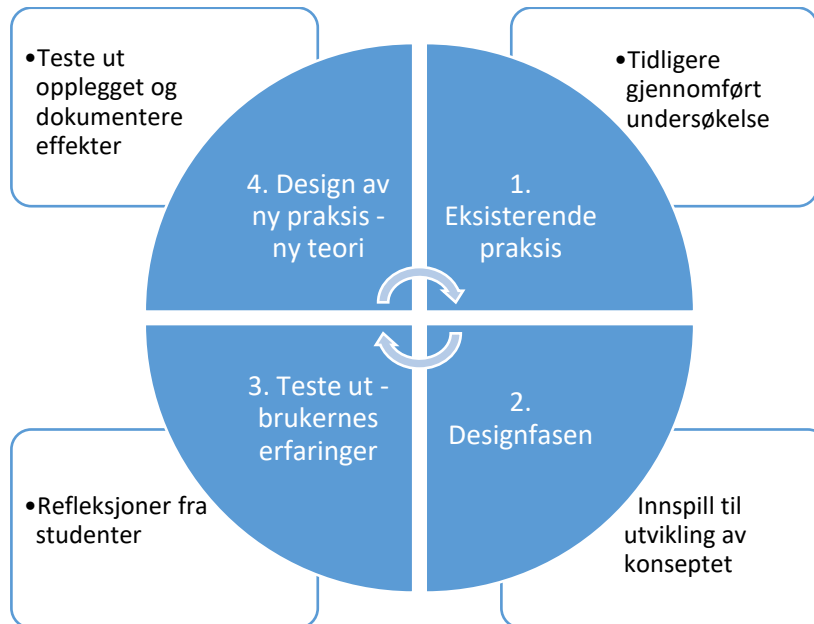 •Teste ut
opplegget og
dokumentere
effekter
•Tidligere
gjennomført
undersøkelse
4. Design av
ny praksis -
ny teori
1.
Eksisterende
praksis
3. Teste ut -
brukernes
erfaringer
2.
Designfasen
•Refleksjoner fra
studenter
Innspill til
utvikling av
konseptet